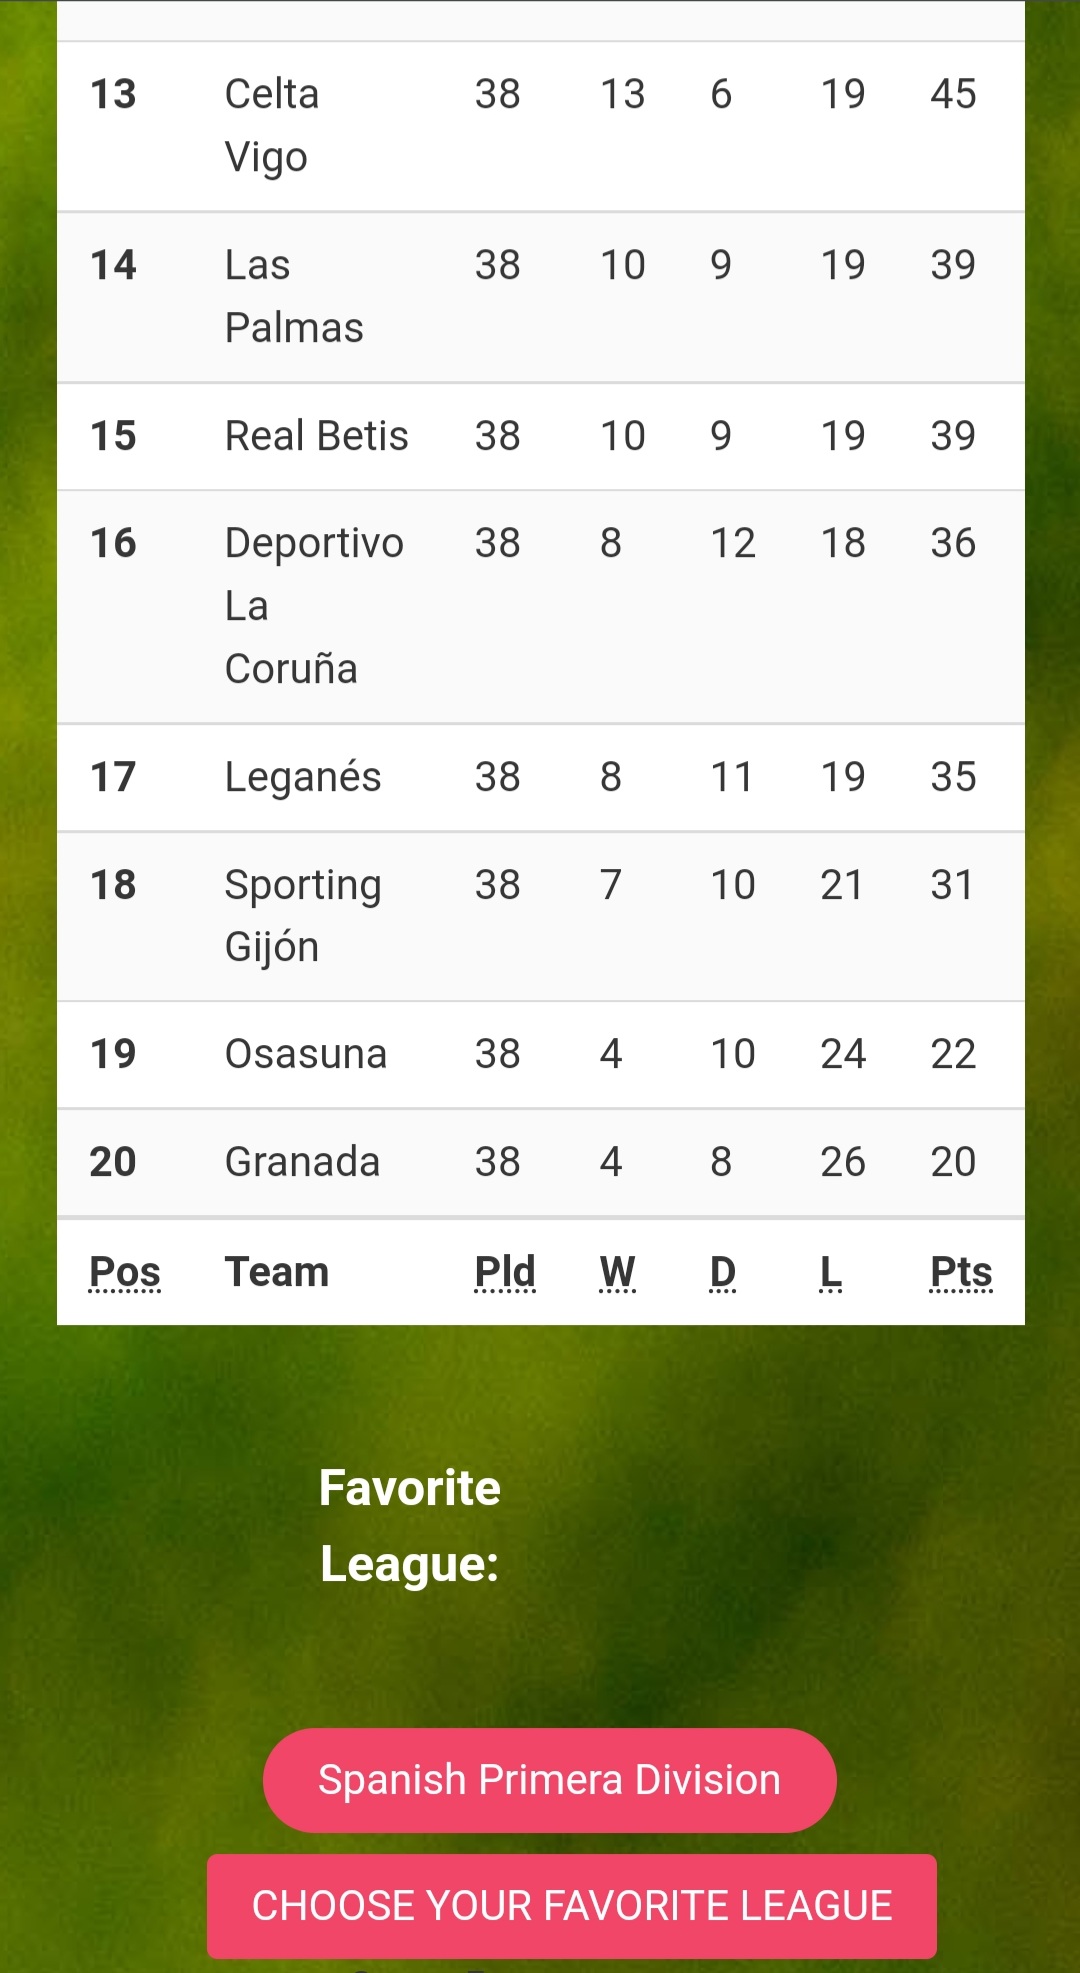 13 Celta Vigo 38 13 6 19 45
14 Las Palmas 38 10 9 19 39
15 Real Betis 38 10 9 19 39
16 Deportivo La Coruña 38 8 12 18 36
17 Leganés 38 8 11 19 35
18 Sporting Gijón 38 7 10 21 31
19 Osasuna 38 4 10 24 22
20 Granada 38 4 8 26 20
Pos Team Pld W D L Pts
Favorite
League:
Spanish Primera Division
CHOOSE YOUR FAVORITE LEAGUE